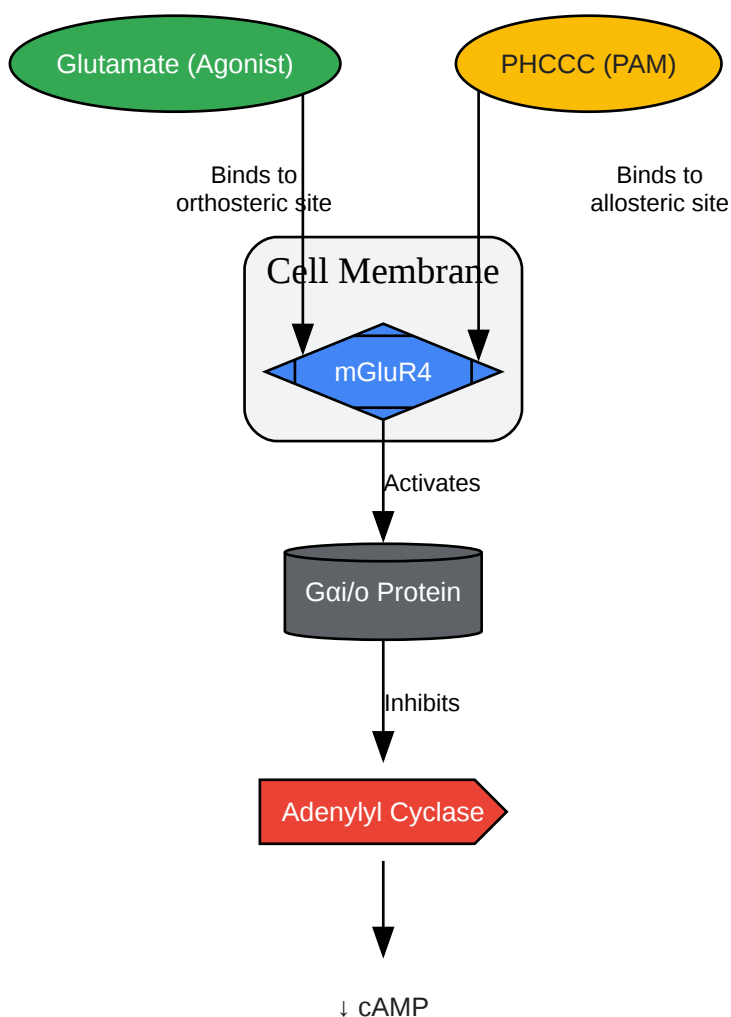 Glutamate (Agonist)
PHCCC (PAM)
Binds to
orthosteric site
Binds to
allosteric site
Cell Membrane
mGluR4
Activates
Gαi/o Protein
Inhibits
Adenylyl Cyclase
↓ cAMP